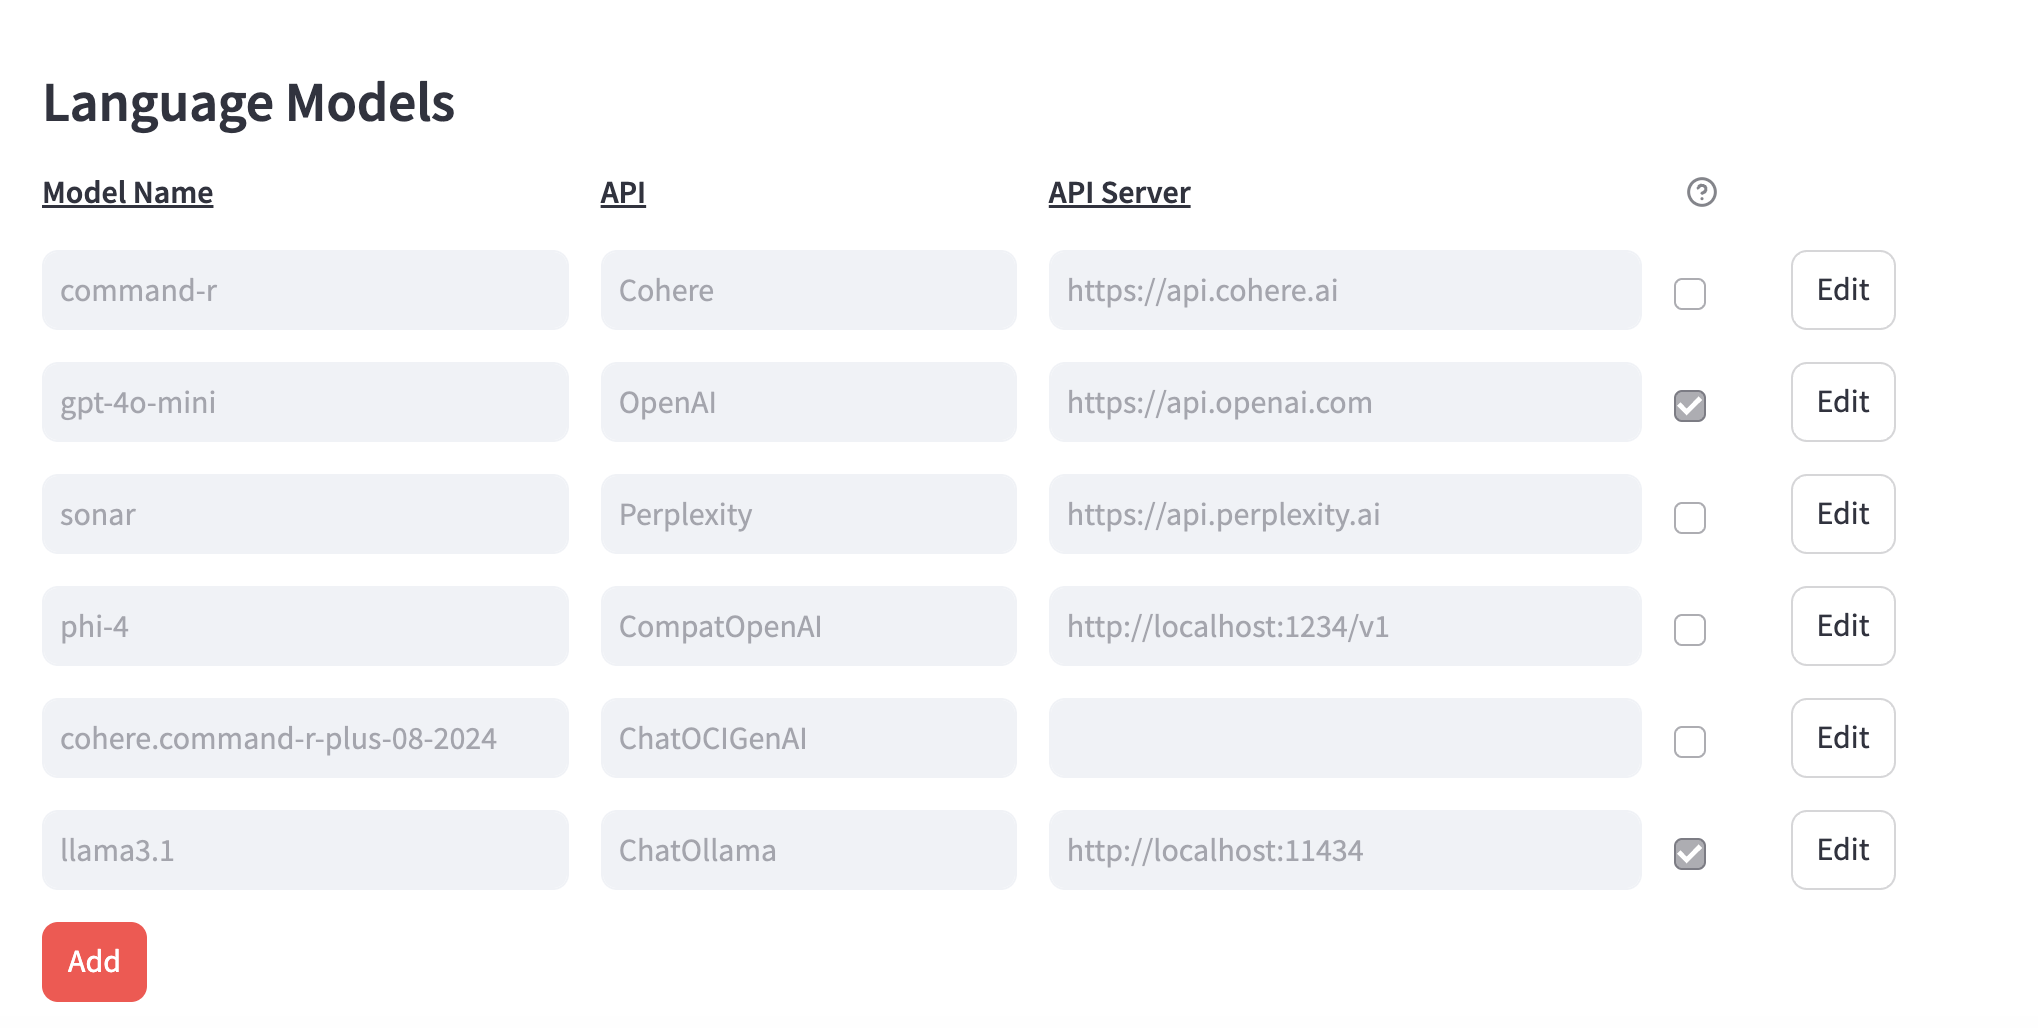 Language Models
Model Name API API Server
command-r Cohere https://api.cohere.ai Edit
gpt-4o-mini OpenAI https://api.openai.com Edit
sonar Perplexity https://api.perplexity.ai Edit
phi-4 CompatOpenAI http://localhost:1234/v1 Edit
cohere.command-r-plus-08-2024 ChatOCIGenAI Edit
llama3.1 ChatOllama http://localhost:11434 Edit
Add